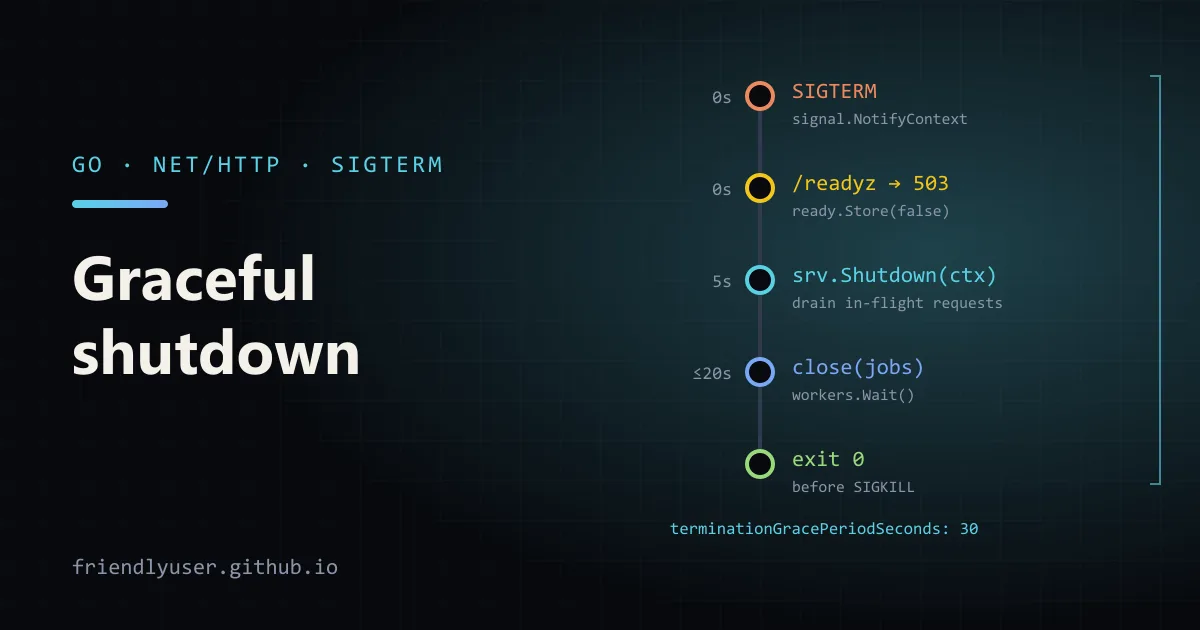 GO · NET/HTTP · SIGTERM
Graceful
shutdown
friendlyuser.github.io
0s
SIGTERM
signal.NotifyContext
0s
/readyz → 503
ready.Store(false)
5s
srv.Shutdown(ctx)
drain in-flight requests
≤20s
close(jobs)
workers.Wait()
exit 0
before SIGKILL
terminationGracePeriodSeconds: 30